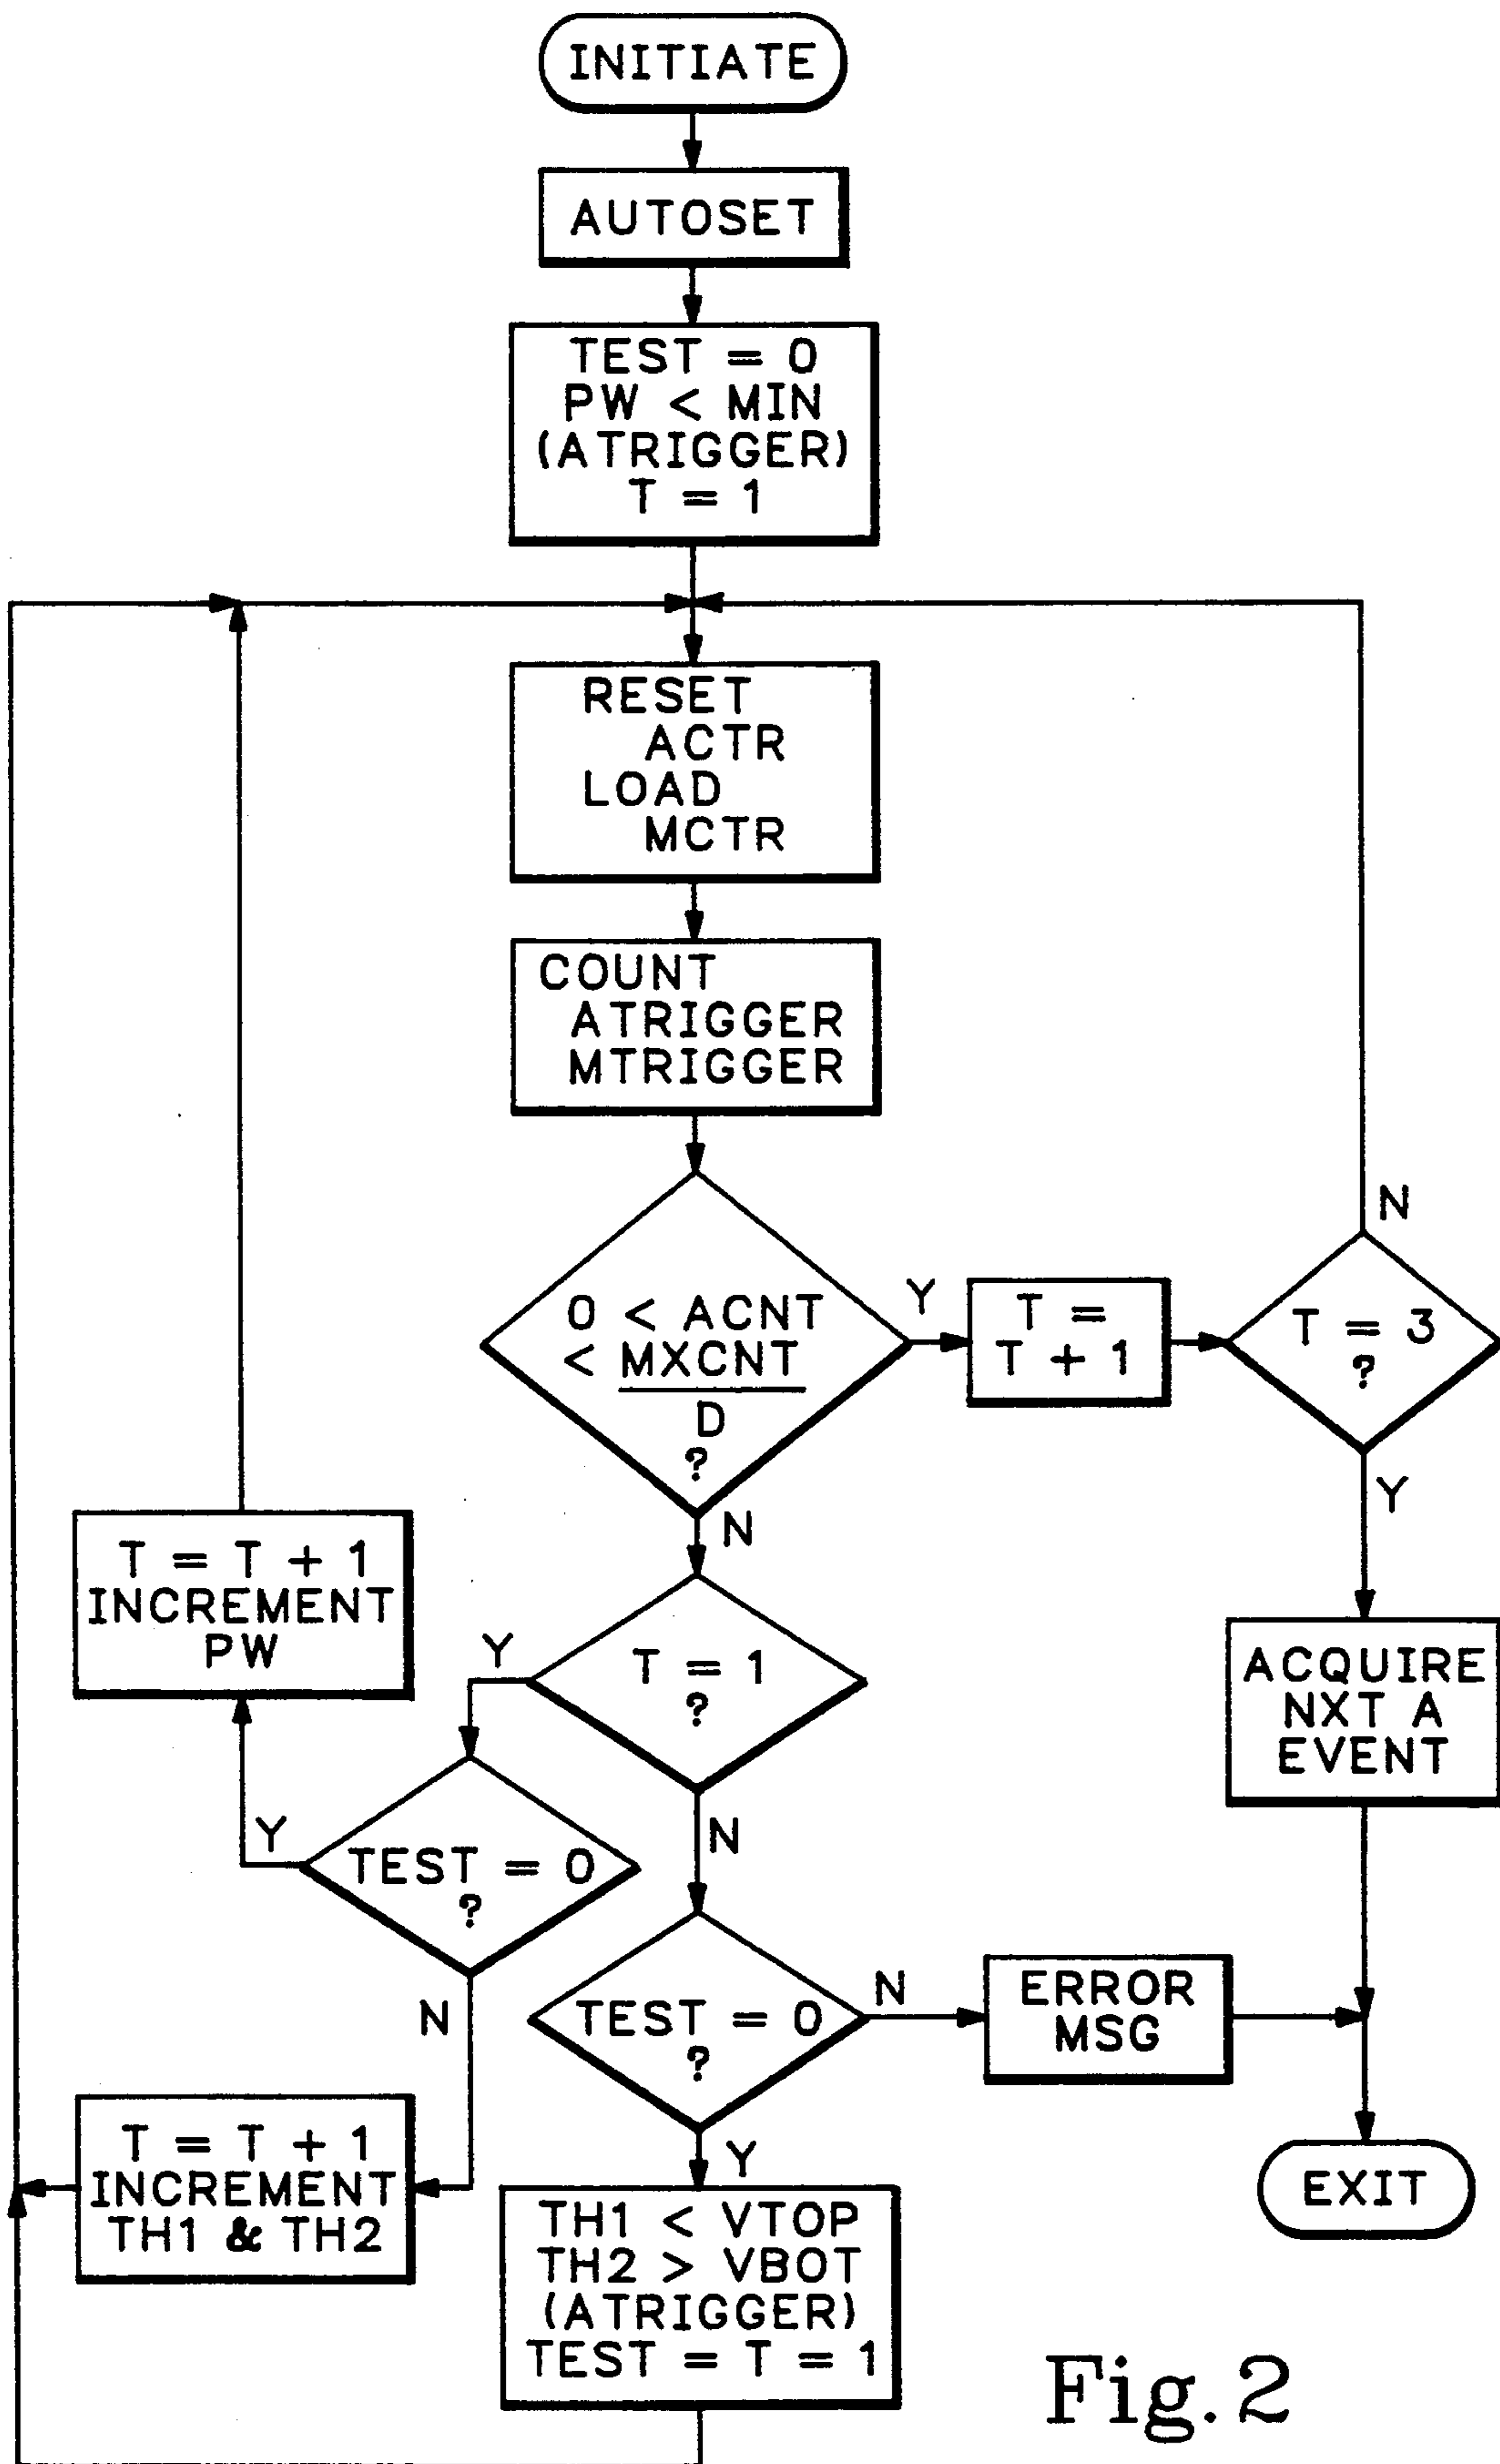 INITIATE
AUTOSET
TEST = 0
PW < MIN
(ATRIGGER)
T = 1
RESET
ACTR
LOAD
MCTR
COUNT
ATRIGGER
MTRIGGER
0 < ACNT
< MXCNT
D
?
Y
N
T =
T + 1
T = 3
?
N
Y
ACQUIRE
NXT A
EVENT
T = 1
?
Y
N
T = T + 1
INCREMENT
PW
TEST = 0
?
Y
N
TEST = 0
?
N
Y
ERROR
MSG
T = T + 1
INCREMENT
TH1 & TH2
TH1 < VTOP
TH2 > VBOT
(ATRIGGER)
TEST = T = 1
EXIT
Fig. 2